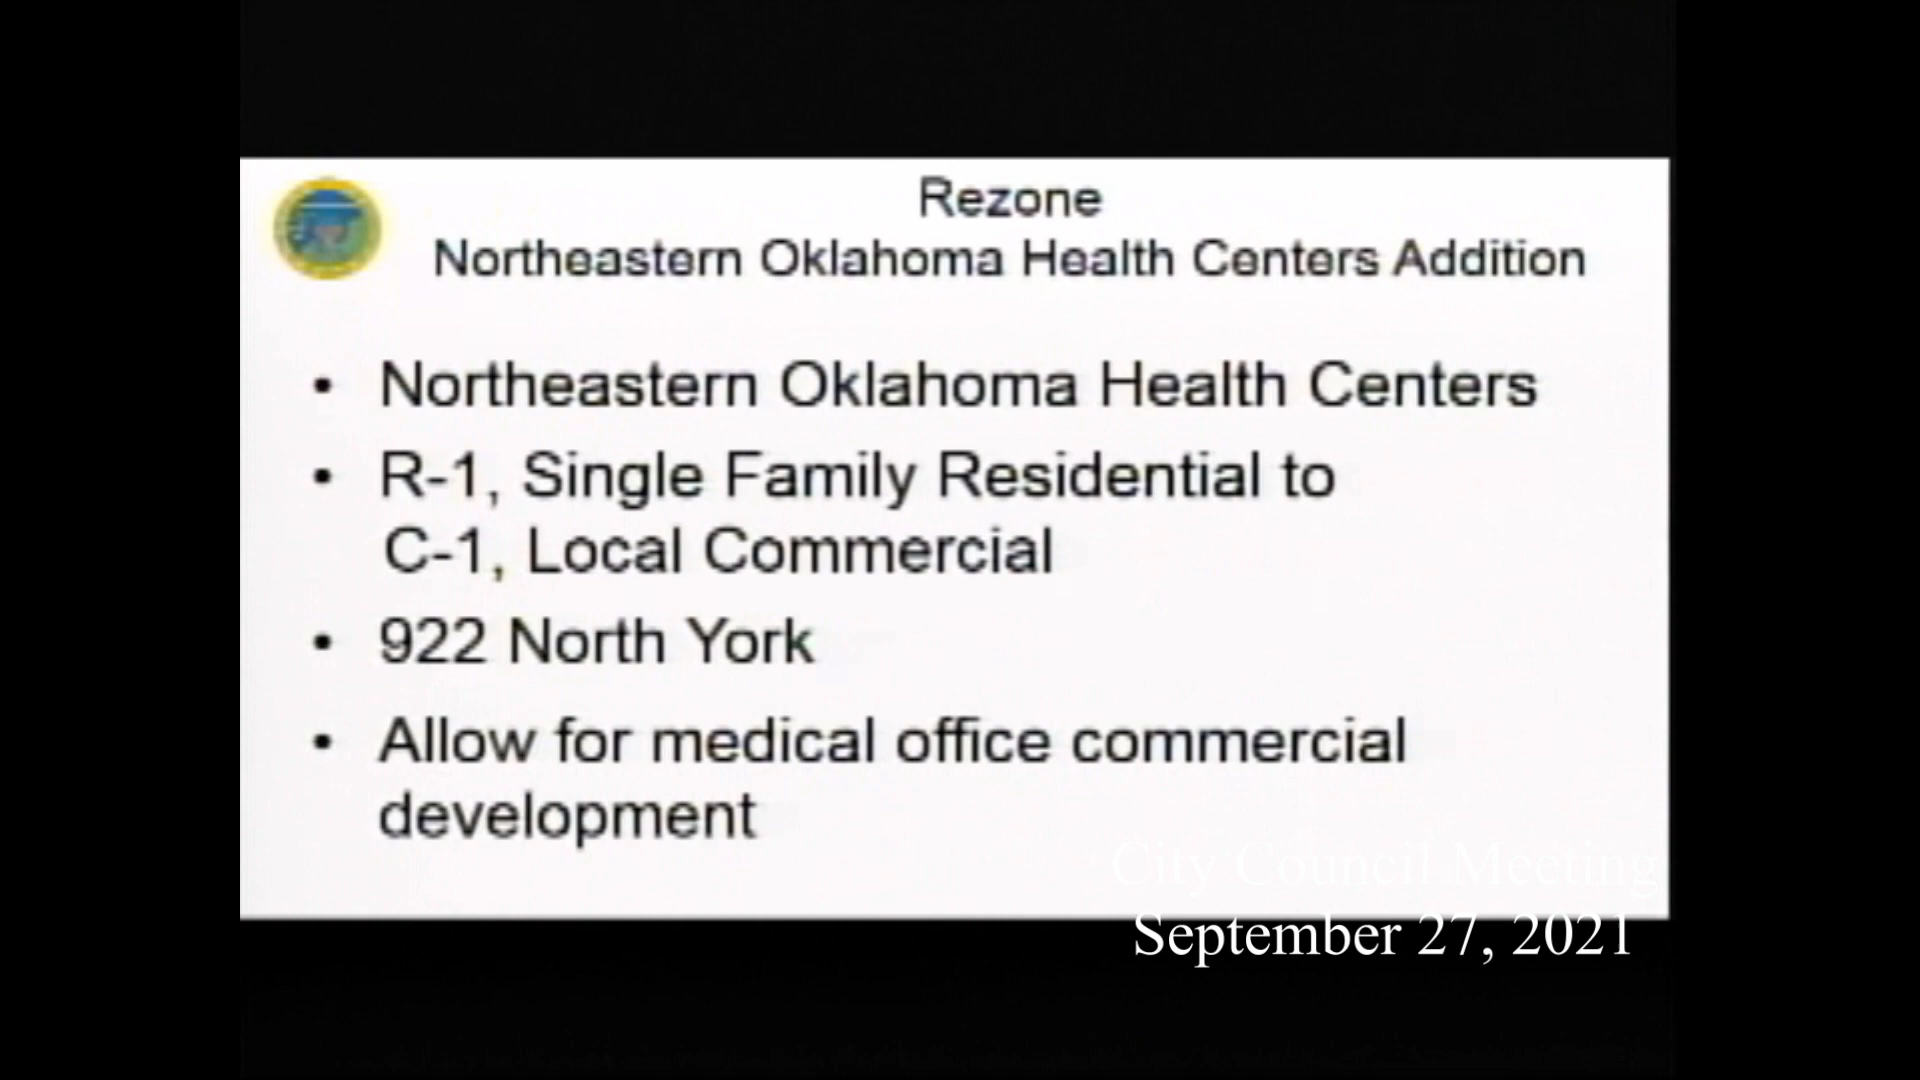 Rezone
Northeastern Oklahoma Health Centers Addition
• Northeastern Oklahoma Health Centers
• R-1, Single Family Residential to
C-1, Local Commercial
• 922 North York
• Allow for medical office commercial
development
City Council Meeting
September 27, 2021